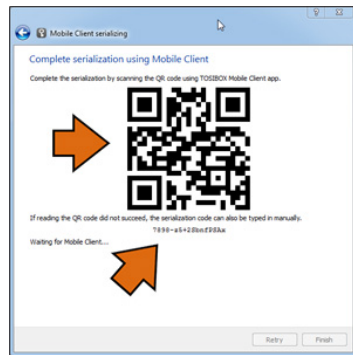 Mobile Client serializing
Complete serialization using Mobile Client
Complete the serialization by scanning the QR code using TOSIBOX Mobile Client app.
If reading the QR code did not succeed, the serialization code can also be typed in manually.
Waiting for Mobile Client...
Retry
Finish